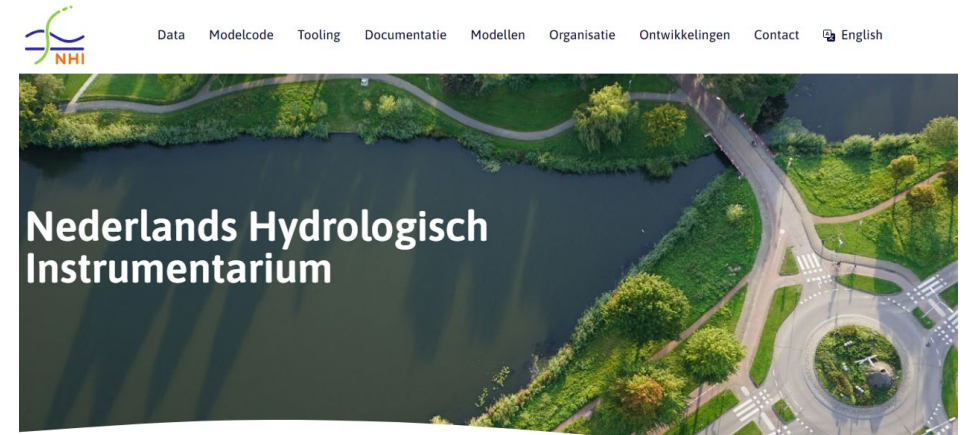 NHI
Data Modelcode Tooling Documentatie Modellen Organisatie Ontwikkelingen Contact English
Nederlands Hydrologisch
Instrumentarium